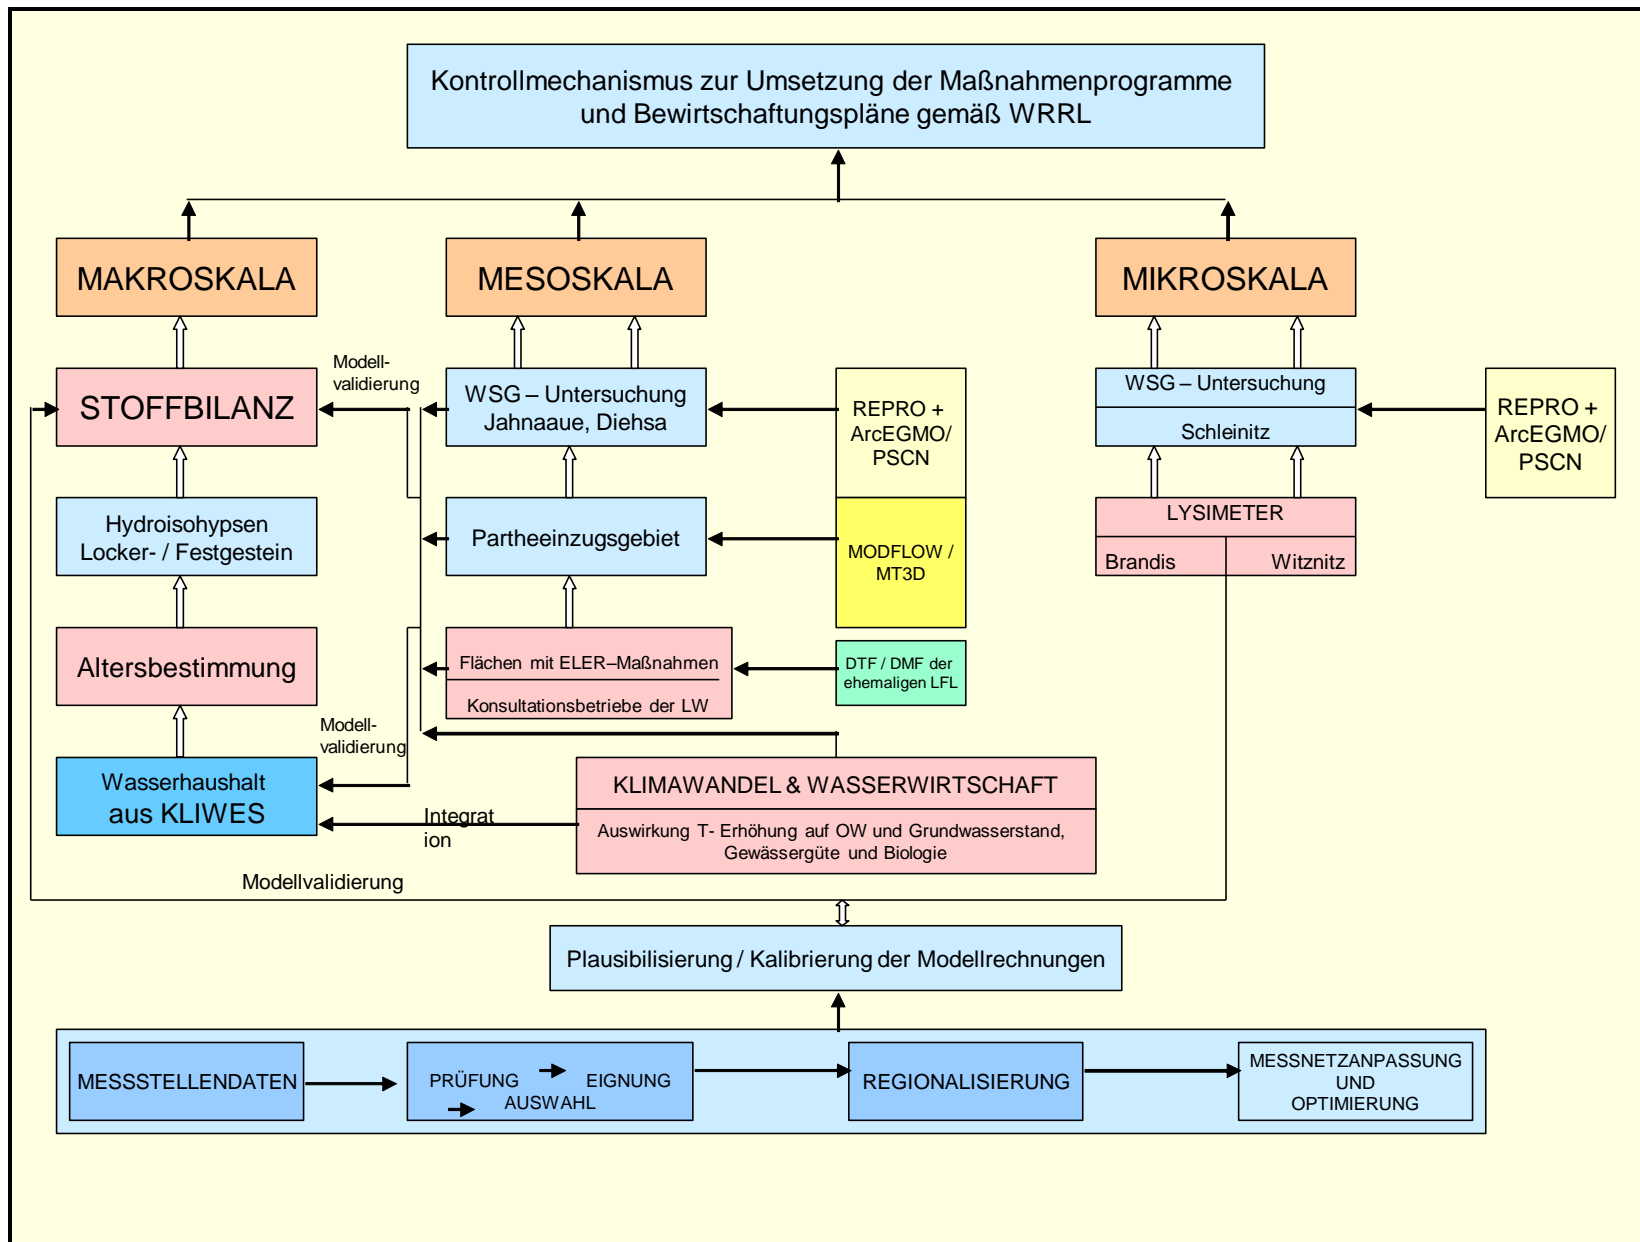 Kontrollmechanismus zur Umsetzung der Maßnahmenprogramme
und Bewirtschaftungspläne gemäß WRRL
MAKROSKALA
MESOSKALA
MIKROSKALA
STOFFBILANZ
Modell-
validierung
WSG – Untersuchung
Jahnaaue, Diehsa
REPRO +
ArcEGMO/
PSCN
WSG – Untersuchung
Schleinitz
REPRO +
ArcEGMO/
PSCN
Hydroisohypsen
Locker- / Festgestein
Partheeinzugsgebiet
MODFLOW /
MT3D
LYSIMETER
Brandis
Witznitz
Altersbestimmung
Flächen mit ELER–Maßnahmen
Konsultationsbetriebe der LW
DTF / DMF der
ehemaligen LFL
Modell-
validierung
Wasserhaushalt
aus KLIWES
Integrat
ion
KLIMAWANDEL & WASSERWIRTSCHAFT
Auswirkung T- Erhöhung auf OW und Grundwasserstand,
Gewässergüte und Biologie
Modellvalidierung
Plausibilisierung / Kalibrierung der Modellrechnungen
MESSSTELLENDATEN
PRÜFUNG EIGNUNG
AUSWAHL
REGIONALISIERUNG
MESSNETZANPASSUNG
UND
OPTIMIERUNG